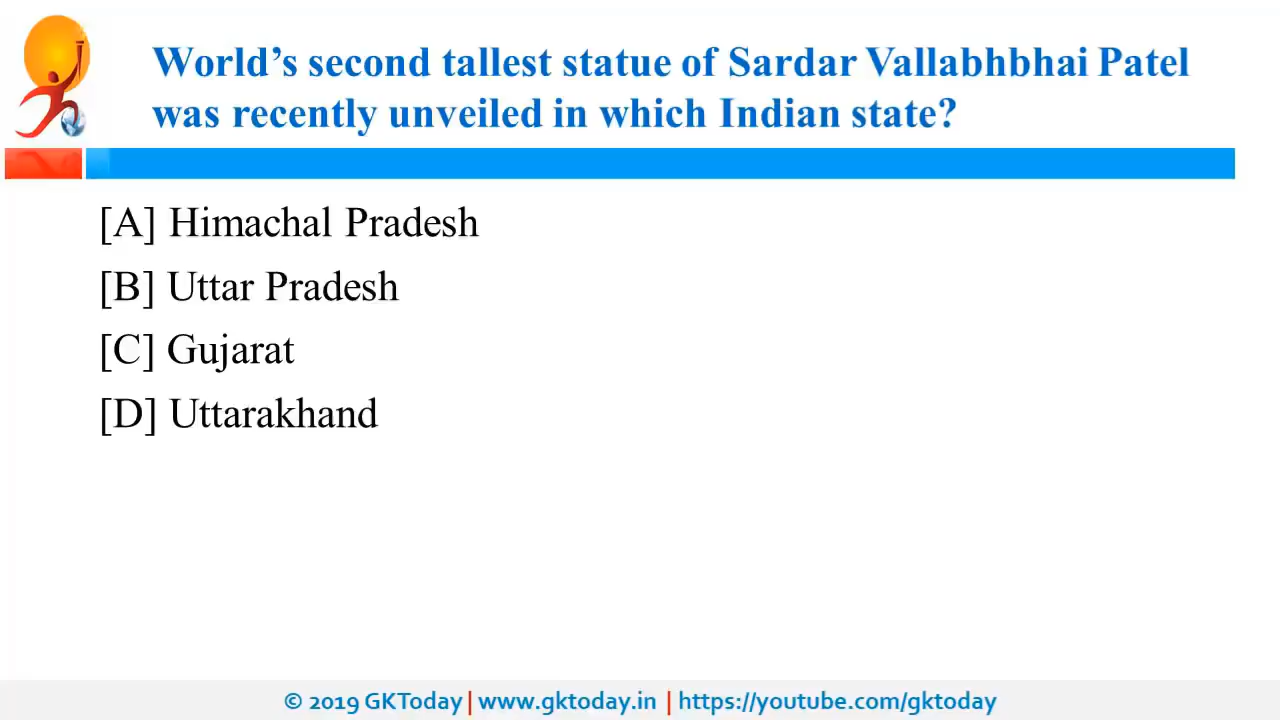 World’s second tallest statue of Sardar Vallabhbhai Patel
was recently unveiled in which Indian state?
[A] Himachal Pradesh
[B] Uttar Pradesh
[C] Gujarat
[D] Uttarakhand
© 2019 GKToday | www.gktoday.in | https://youtube.com/gktoday